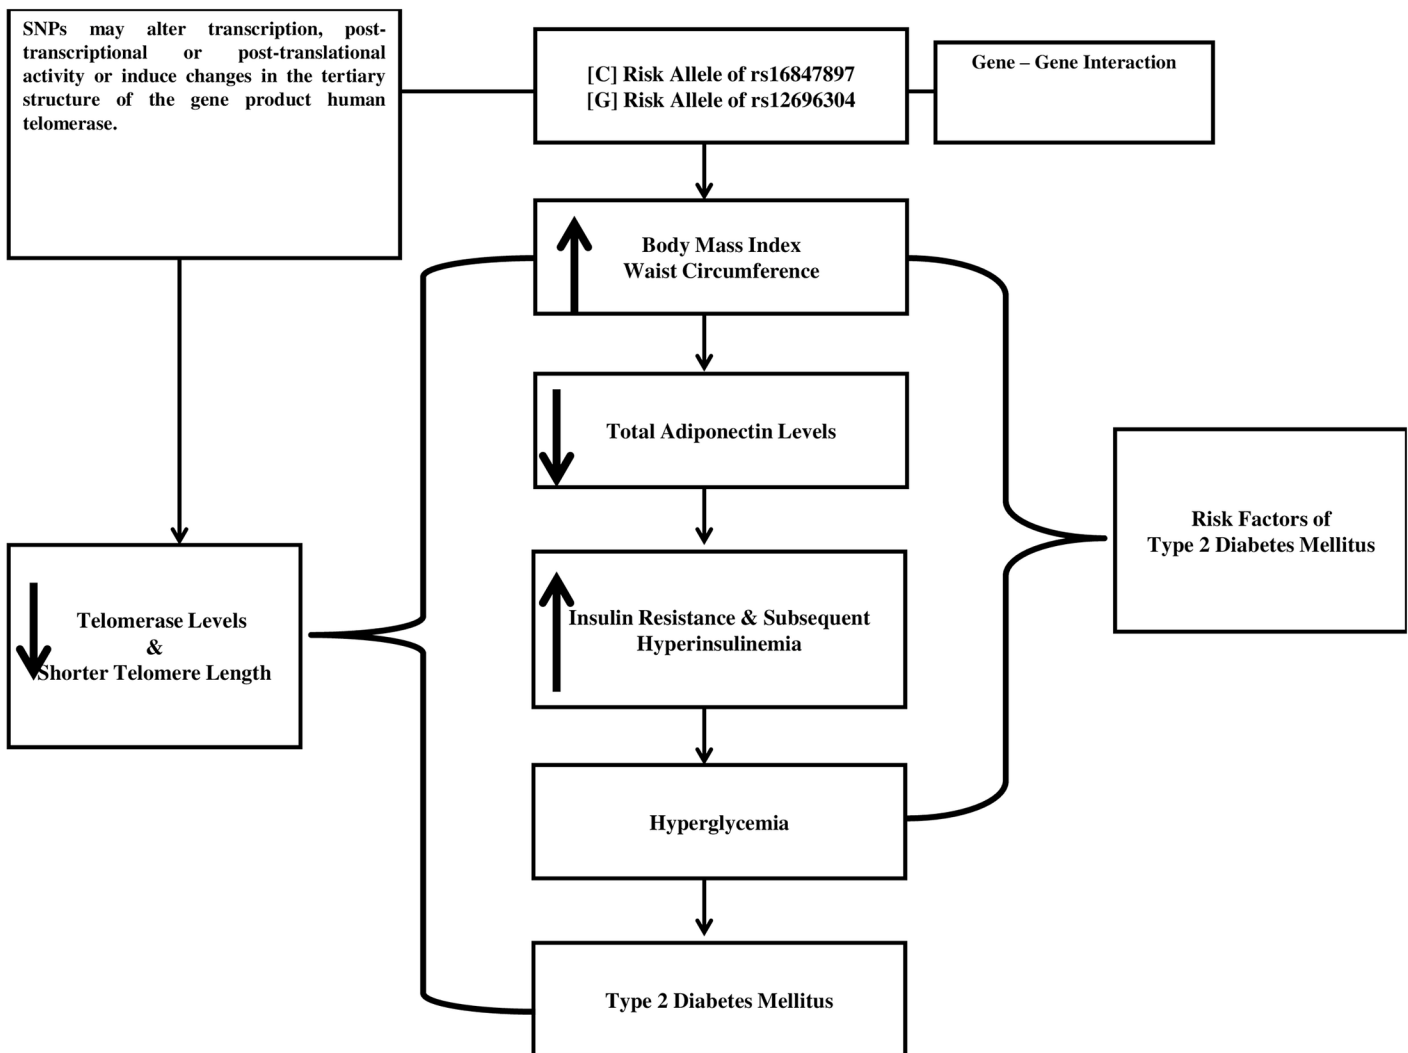 SNPs may alter transcription, post-
transcriptional or post-translational
activity or induce changes in the tertiary
structure of the gene product human
telomerase.
[C] Risk Allele of rs16847897
[G] Risk Allele of rs12696304
Gene – Gene Interaction
Body Mass Index
Waist Circumference
Total Adiponectin Levels
Risk Factors of
Type 2 Diabetes Mellitus
Telomerase Levels
&
Shorter Telomere Length
Insulin Resistance & Subsequent
Hyperinsulinemia
Hyperglycemia
Type 2 Diabetes Mellitus